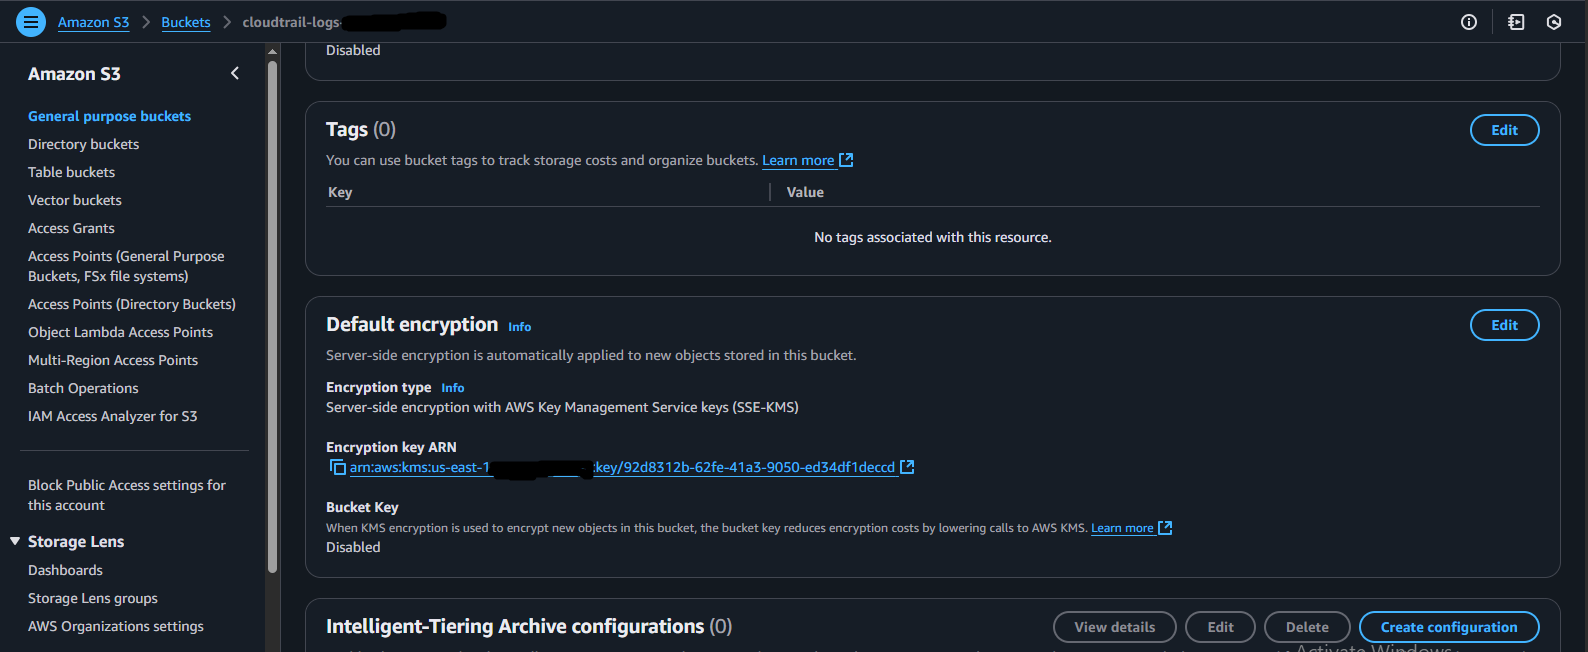 Amazon S3 > Buckets > cloudtrail-logs-
Amazon S3
General purpose buckets
Directory buckets
Table buckets
Vector buckets
Access Grants
Access Points (General Purpose
Buckets, FSx file systems)
Access Points (Directory Buckets)
Object Lambda Access Points
Multi-Region Access Points
Batch Operations
IAM Access Analyzer for S3
Block Public Access settings for
this account
Storage Lens
Dashboards
Storage Lens groups
AWS Organizations settings
Disabled
Tags (0)
Edit
You can use bucket tags to track storage costs and organize buckets. Learn more
Key Value
No tags associated with this resource.
Default encryption Info
Edit
Server-side encryption is automatically applied to new objects stored in this bucket.
Encryption type Info
Server-side encryption with AWS Key Management Service keys (SSE-KMS)
Encryption key ARN
arn:aws:kms:us-east-1 :key/92d8312b-62fe-41a3-9050-ed34df1deccd
Bucket Key
When KMS encryption is used to encrypt new objects in this bucket, the bucket key reduces encryption costs by lowering calls to AWS KMS. Learn more
Disabled
Intelligent-Tiering Archive configurations (0)
View details Edit Delete Create configuration
Activate Windows